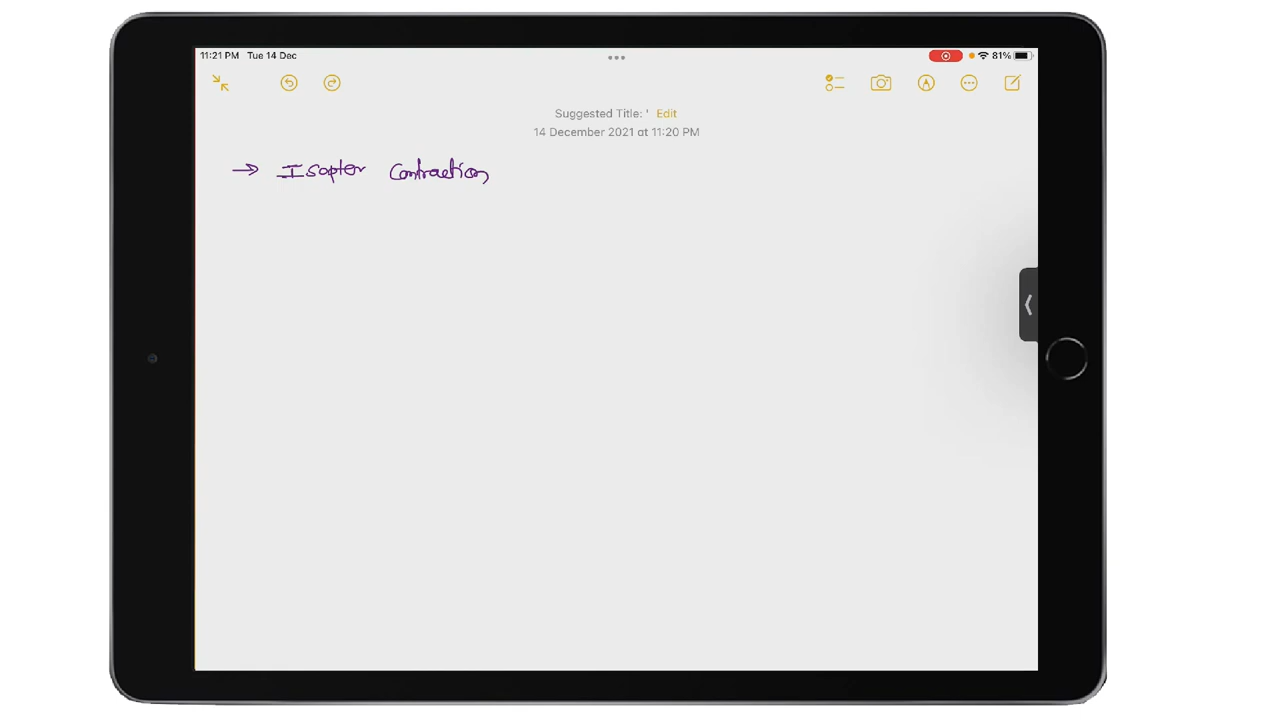 11:21 PM Tue 14 Dec
81%
Suggested Title: ' Edit
14 December 2021 at 11:20 PM
→ Isopter Contraction